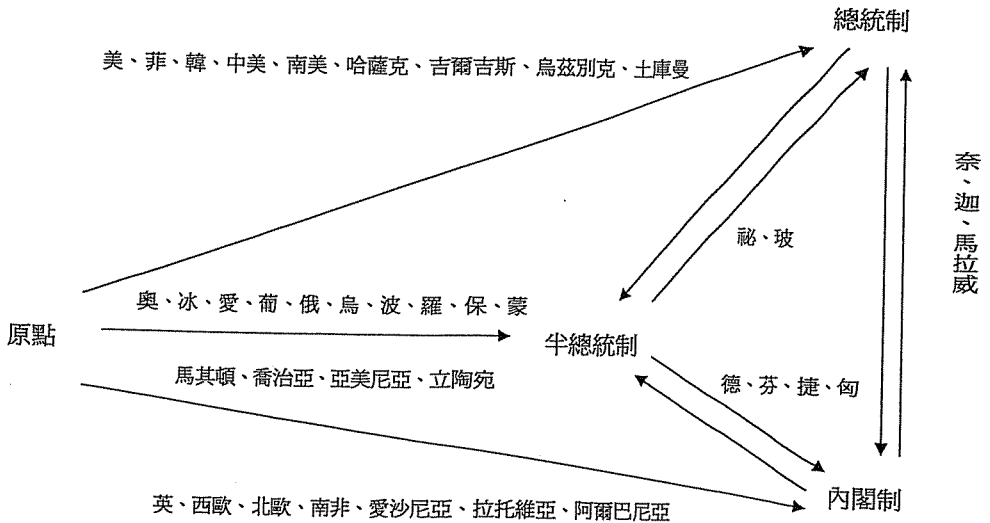 總統制
美、菲、韓、中美、南美、哈薩克、吉爾吉斯、烏茲別克、土庫曼
奈、迦、馬拉威
祕、玻
奧、冰、愛、葡、俄、烏、波、羅、保、蒙
原點
半總統制
馬其頓、喬治亞、亞美尼亞、立陶宛
德、芬、捷、匈
內閣制
英、西歐、北歐、南非、愛沙尼亞、拉托維亞、阿爾巴尼亞